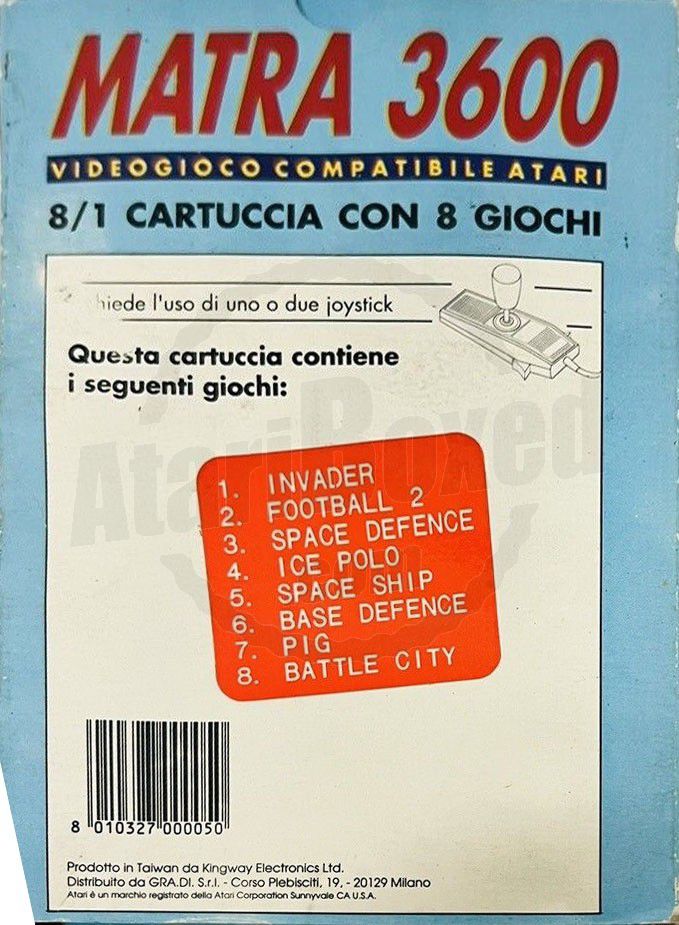 MATRA 3600
VIDEOGIOCO COMPATIBILE ATARI
8/1 CARTUCCIA CON 8 GIOCHI
hiede l'uso di uno o due joystick
Questa cartuccia contiene
i seguenti giochi:
AtariBoxed
1. INVADER
2. FOOTBALL 2
3. SPACE DEFENCE
4. ICE POLO
5. SPACE SHIP
6. BASE DEFENCE
7. PIG
8. BATTLE CITY
8 010327 000050
Prodotto in Taiwan da Kingway Electronics Ltd.
Distribuito da GRA.DI. S.r.l. - Corso Plebisciti, 19, - 20129 Milano
Atari è un marchio registrato della Atari Corporation Sunnyvale CA U.S.A.